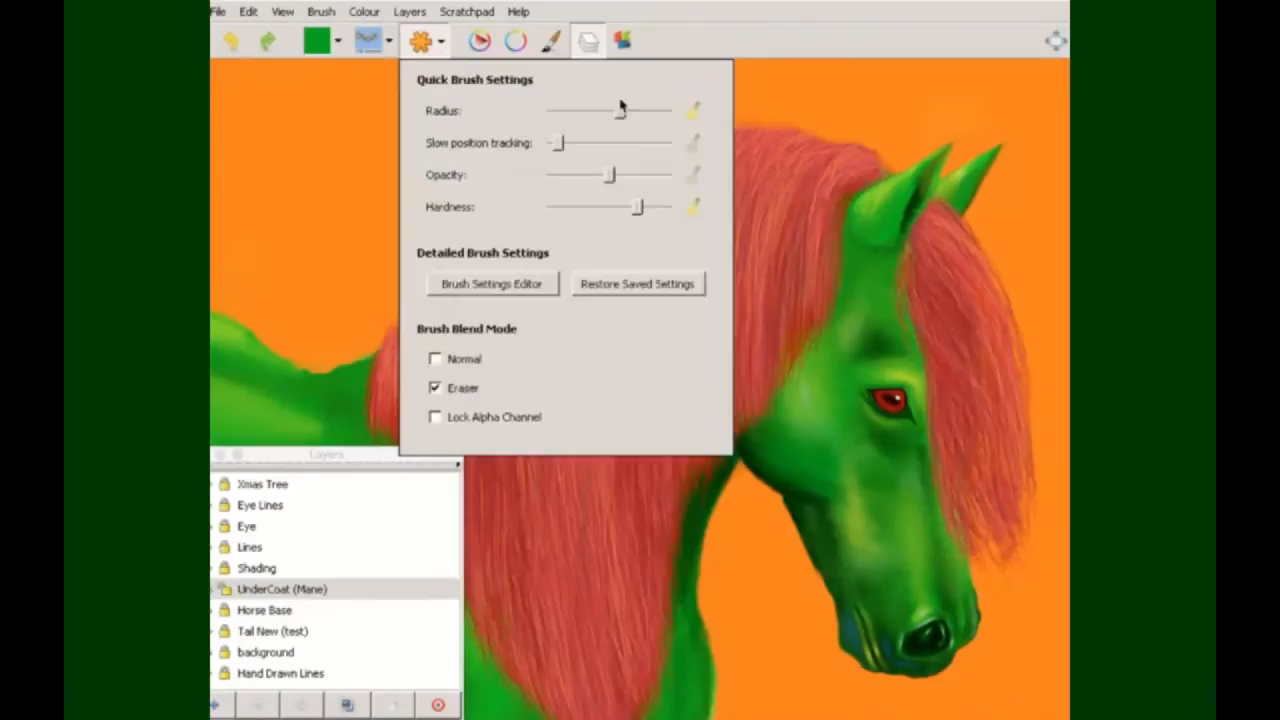 File Edit View Brush Colour Layers Scratchpad Help
Quick Brush Settings
Radius:
Slow position tracking:
Opacity:
Hardness:
Detailed Brush Settings
Brush Settings Editor Restore Saved Settings
Brush Blend Mode
Normal
Eraser
Lock Alpha Channel
Layers
Xmas Tree
Eye Lines
Eye
Lines
Shading
UnderCoat (Mane)
Horse Base
Tail New (test)
background
Hand Drawn Lines